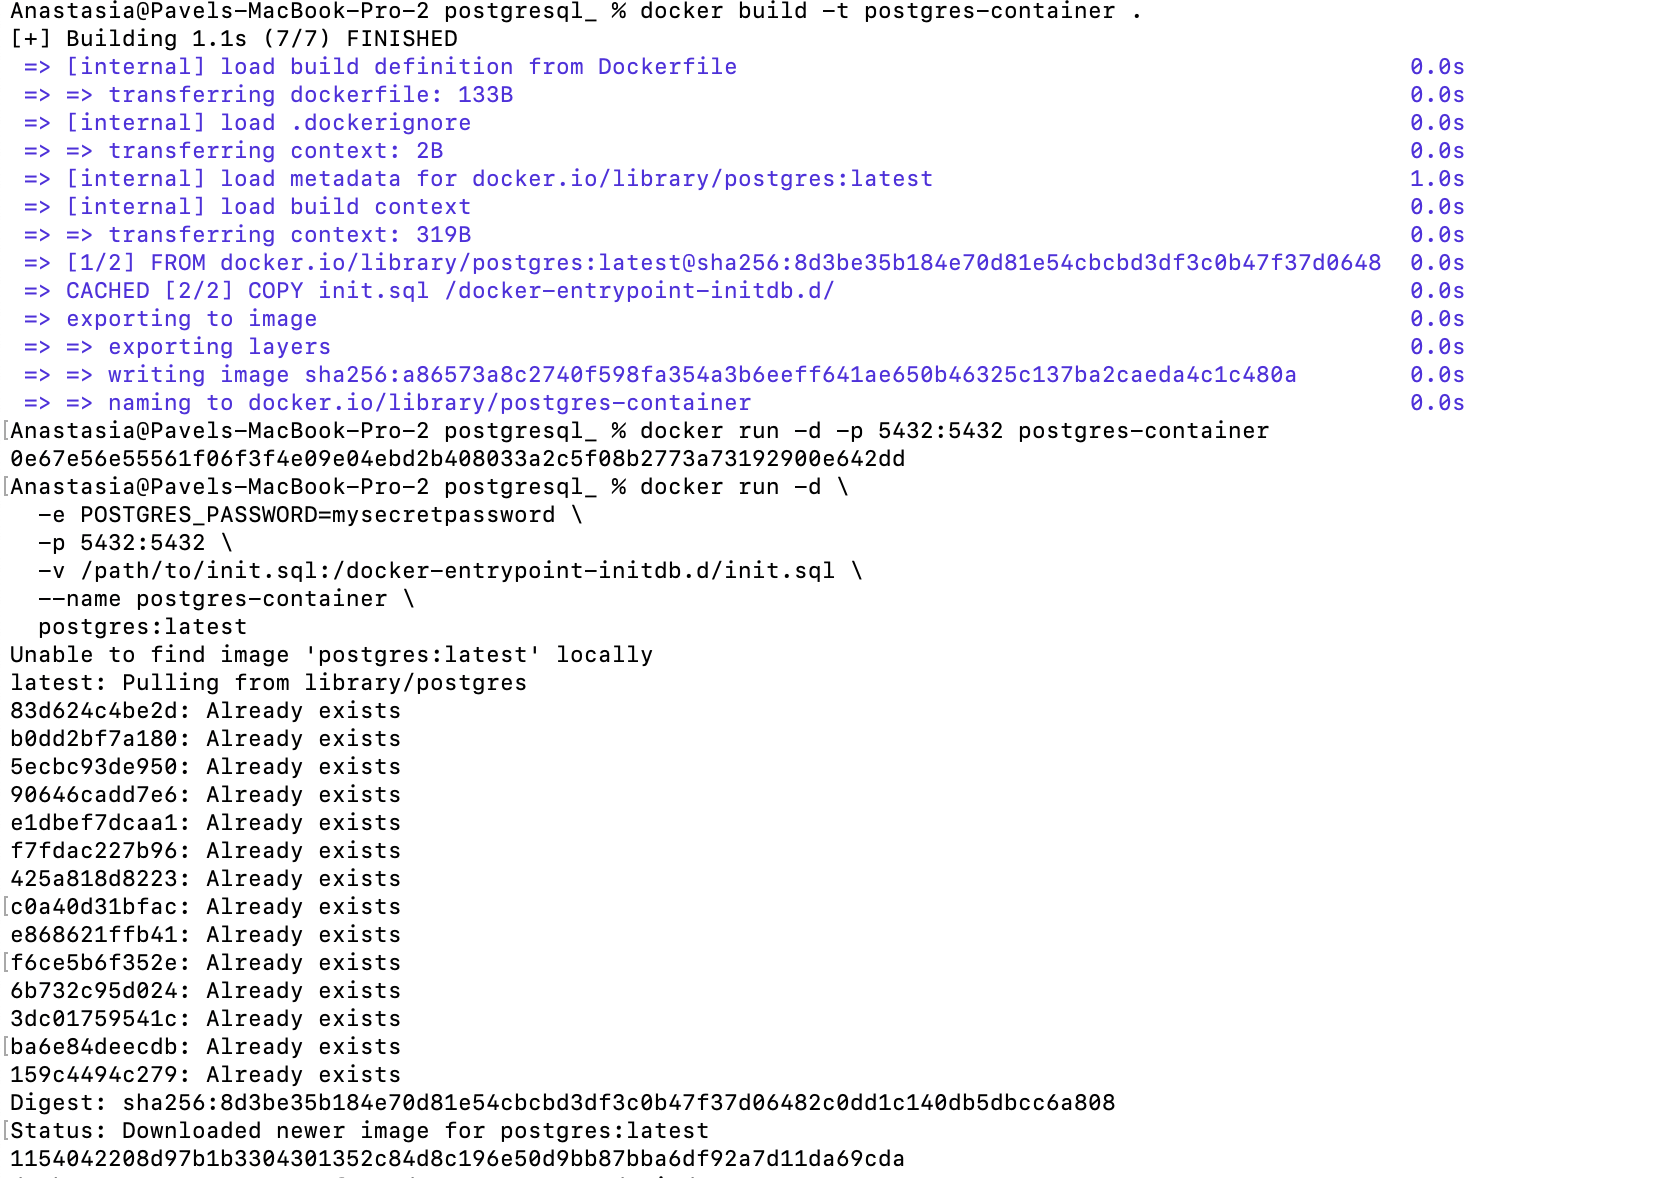 Anastasia@Pavels-MacBook-Pro-2 postgresql_ % docker build -t postgres-container .
[+] Building 1.1s (7/7) FINISHED
=> [internal] load build definition from Dockerfile 0.0s
=> => transferring dockerfile: 133B 0.0s
=> [internal] load .dockerignore 0.0s
=> => transferring context: 2B 0.0s
=> [internal] load metadata for docker.io/library/postgres:latest 1.0s
=> [internal] load build context 0.0s
=> => transferring context: 319B 0.0s
=> [1/2] FROM docker.io/library/postgres:latest@sha256:8d3be35b184e70d81e54cbcbd3df3c0b47f37d0648 0.0s
=> CACHED [2/2] COPY init.sql /docker-entrypoint-initdb.d/ 0.0s
=> exporting to image 0.0s
=> => exporting layers 0.0s
=> => writing image sha256:a86573a8c2740f598fa354a3b6eeff641ae650b46325c137ba2caeda4c1c480a 0.0s
=> => naming to docker.io/library/postgres-container 0.0s
[Anastasia@Pavels-MacBook-Pro-2 postgresql_ % docker run -d -p 5432:5432 postgres-container
0e67e56e55561f06f3f4e09e04ebd2b408033a2c5f08b2773a73192900e642dd
[Anastasia@Pavels-MacBook-Pro-2 postgresql_ % docker run -d \
-e POSTGRES_PASSWORD=mysecretpassword \
-p 5432:5432 \
-v /path/to/init.sql:/docker-entrypoint-initdb.d/init.sql \
--name postgres-container \
postgres:latest
Unable to find image 'postgres:latest' locally
latest: Pulling from library/postgres
83d624c4be2d: Already exists
b0dd2bf7a180: Already exists
5ecbc93de950: Already exists
90646cadd7e6: Already exists
e1dbef7dcaa1: Already exists
f7fdac227b96: Already exists
425a818d8223: Already exists
[c0a40d31bfac: Already exists
e868621ffb41: Already exists
[f6ce5b6f352e: Already exists
6b732c95d024: Already exists
3dc01759541c: Already exists
[ba6e84deecdb: Already exists
159c4494c279: Already exists
Digest: sha256:8d3be35b184e70d81e54cbcbd3df3c0b47f37d06482c0dd1c140db5dbcc6a808
[Status: Downloaded newer image for postgres:latest
1154042208d97b1b3304301352c84d8c196e50d9bb87bba6df92a7d11da69cda